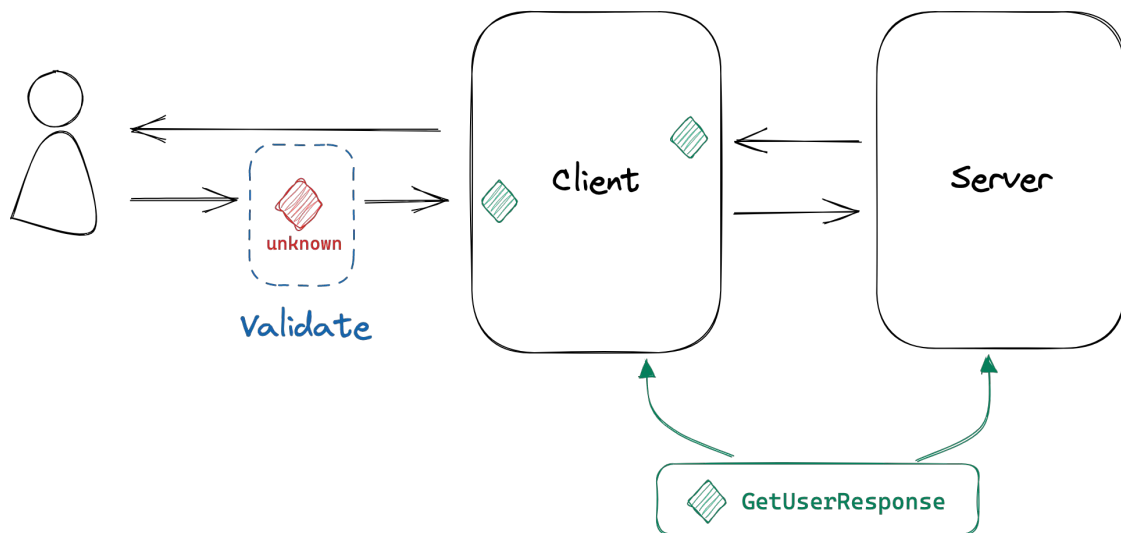 Client
Server
unknown
Validate
GetUserResponse